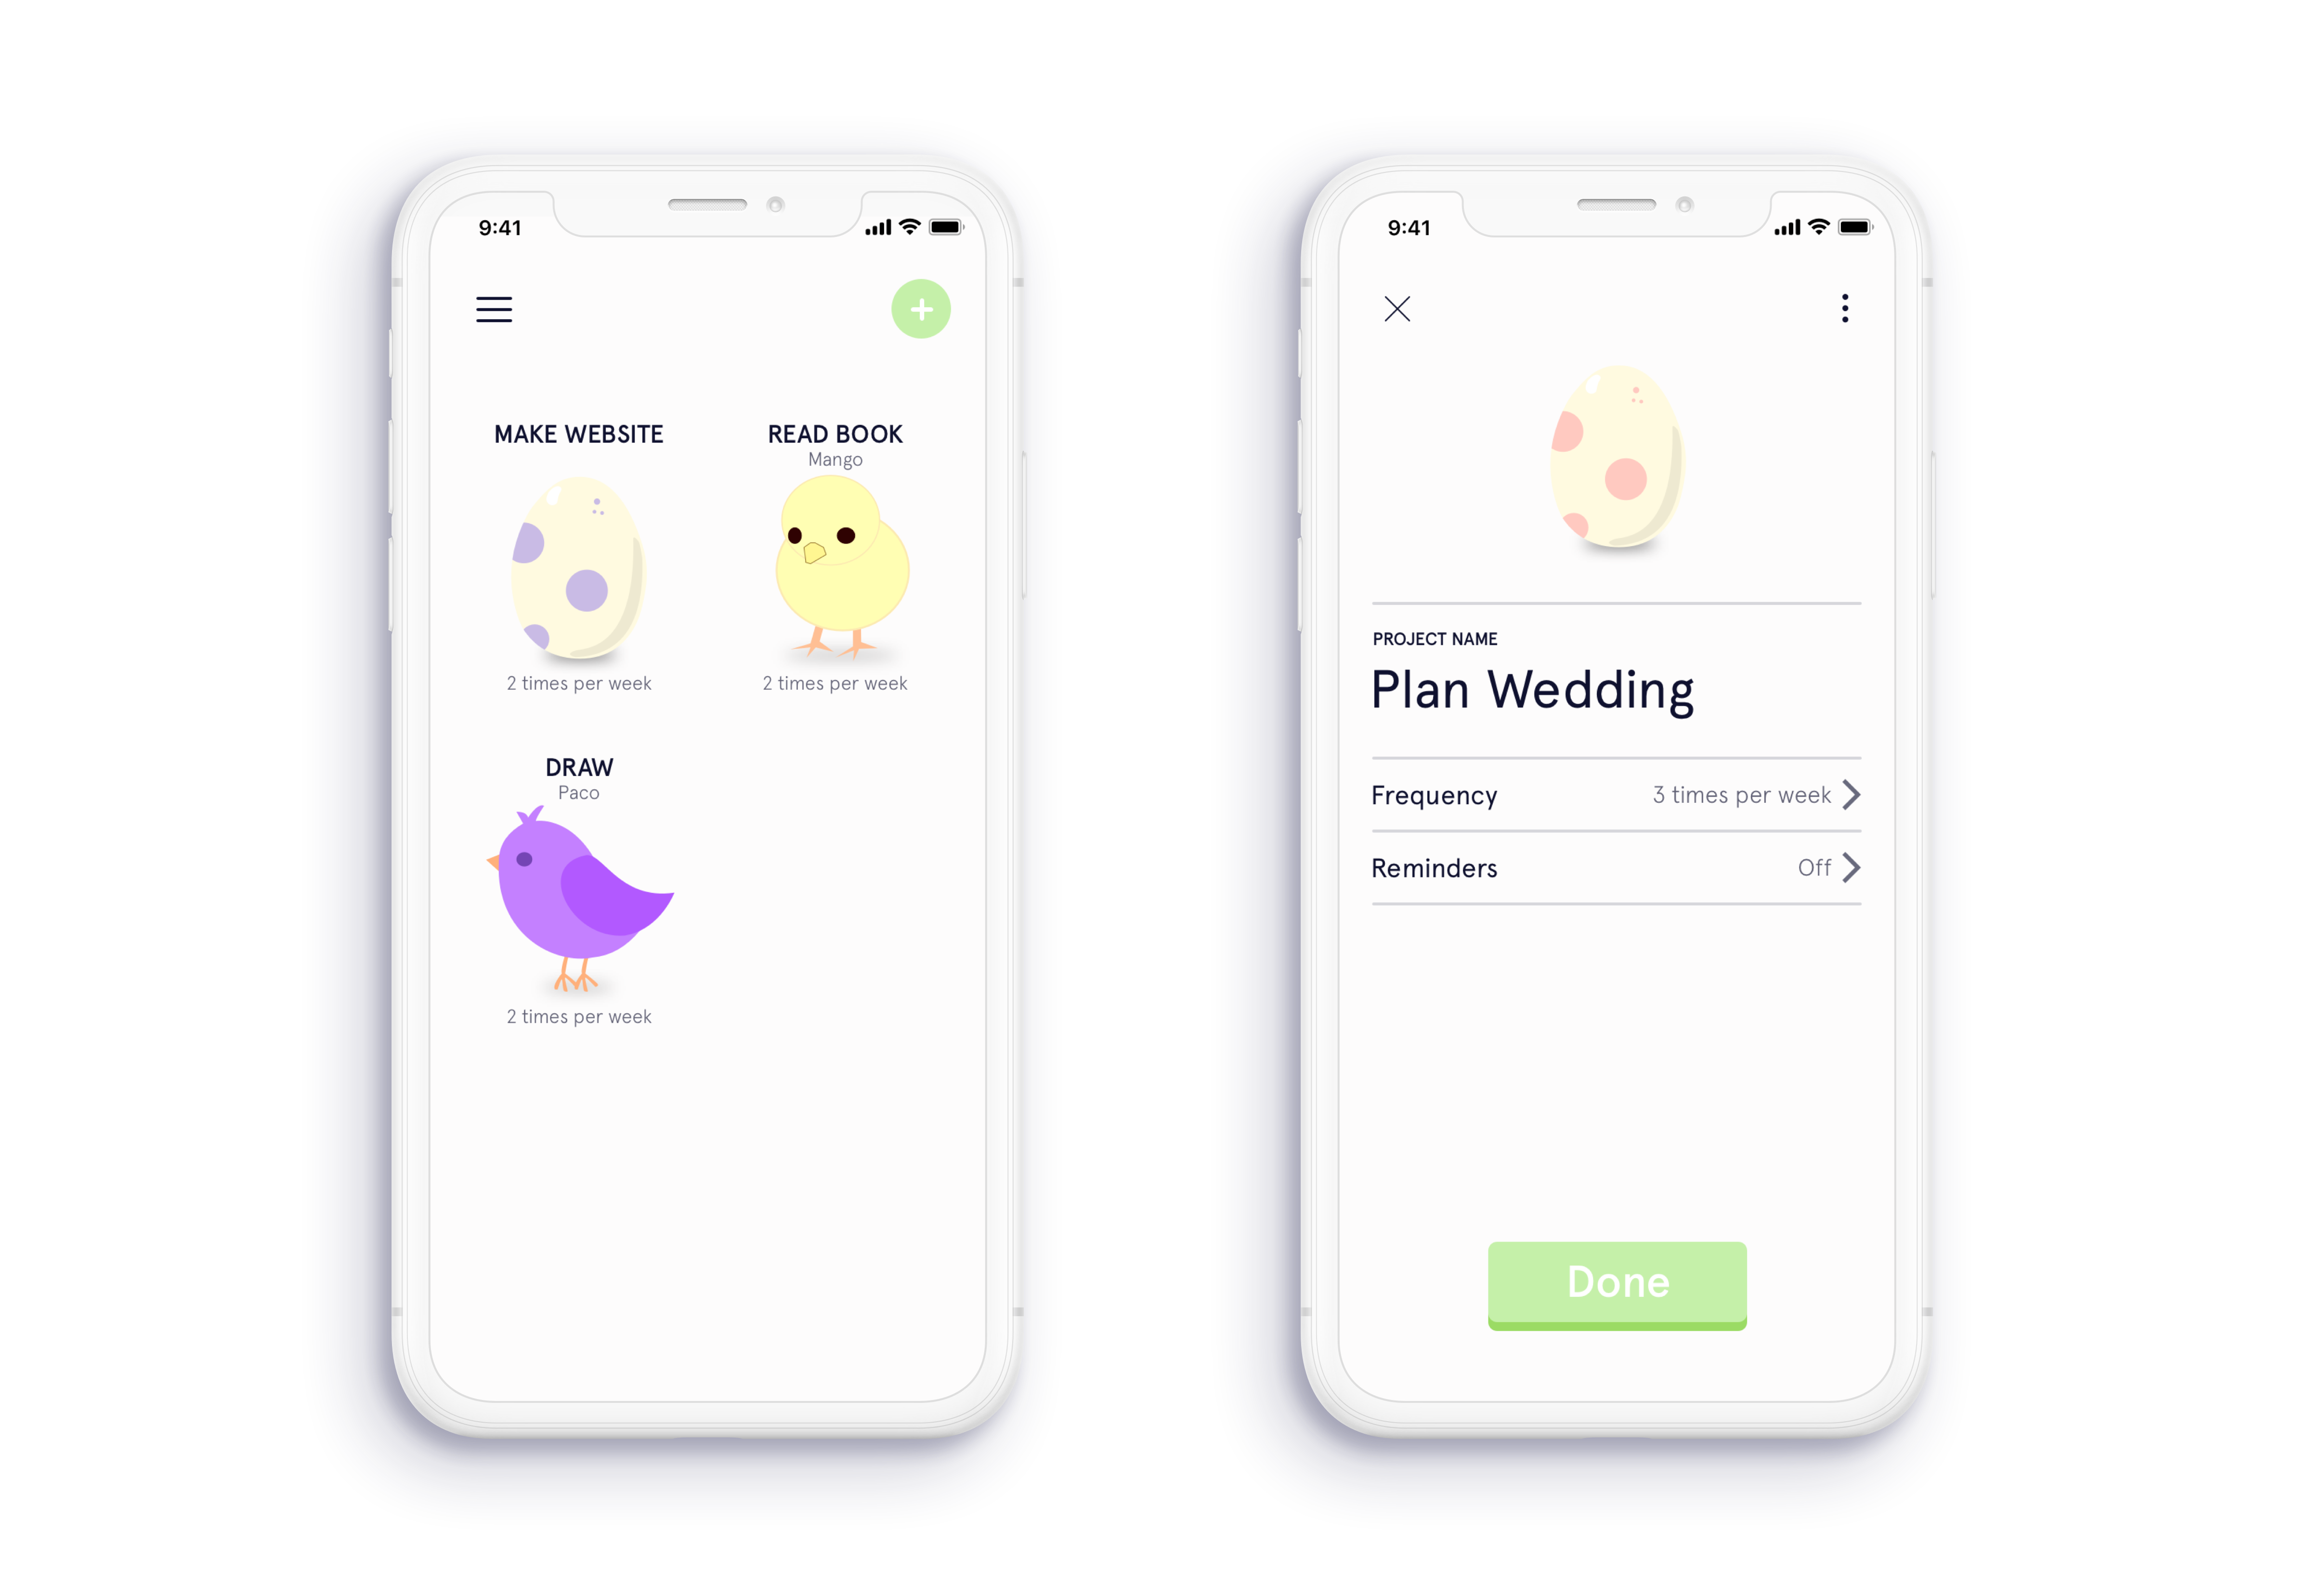 9:41
MAKE WEBSITE
2 times per week
READ BOOK
Mango
2 times per week
DRAW
Paco
2 times per week
9:41
PROJECT NAME
Plan Wedding
Frequency 3 times per week
Reminders Off
Done